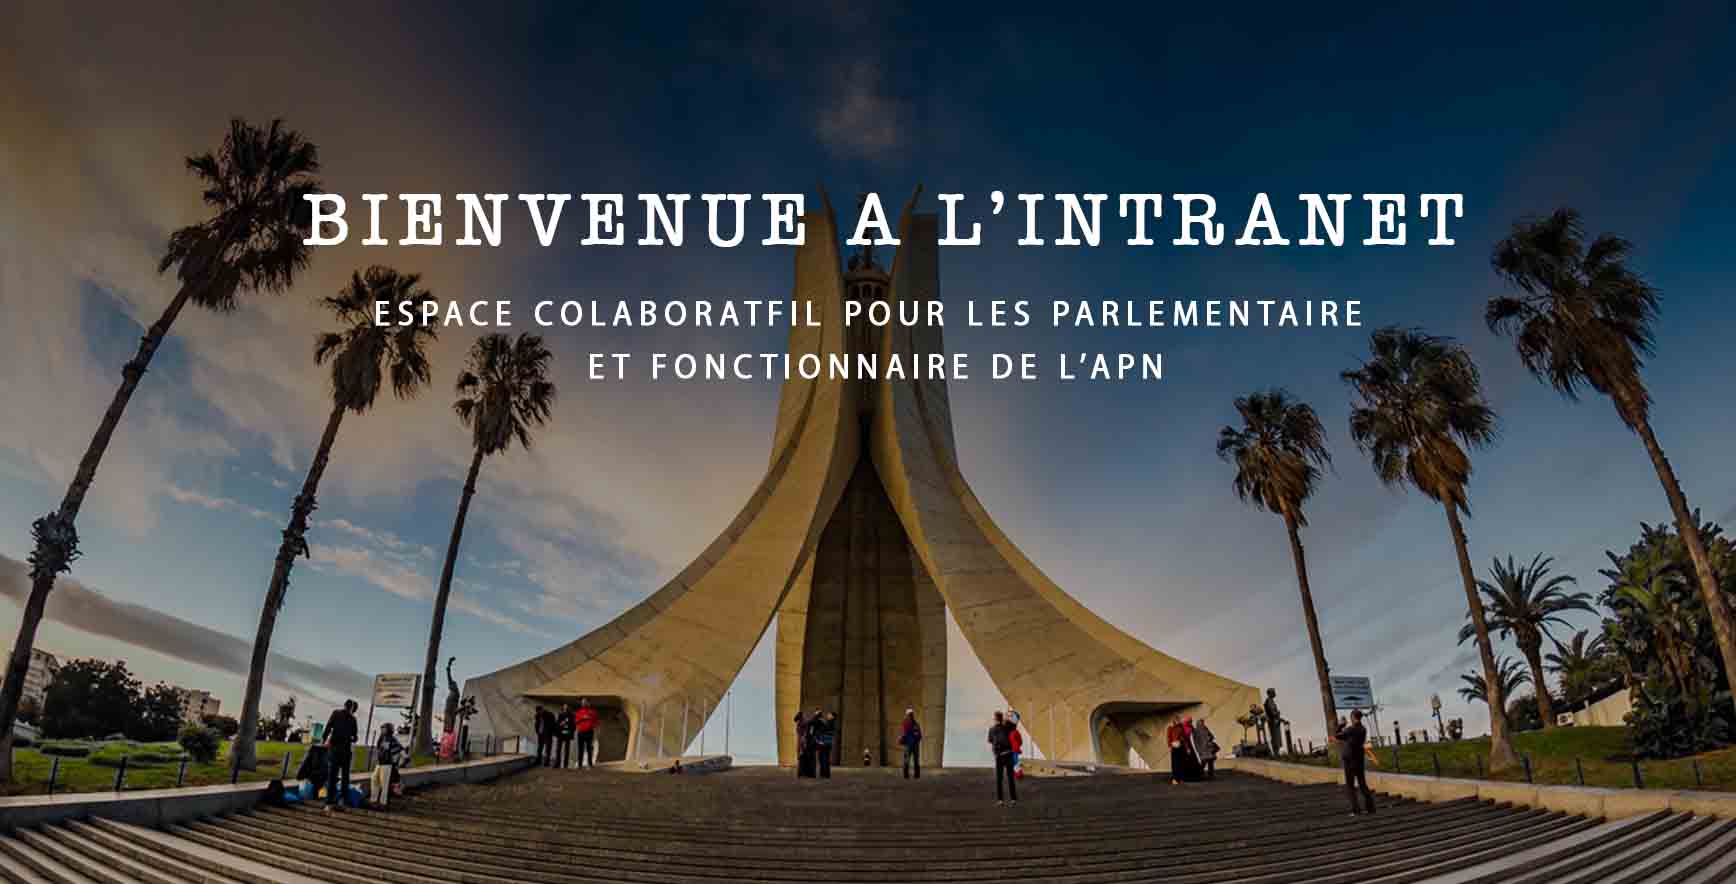 BIENVENUE A L'INTRANET
ESPACE COLABORATFIL POUR LES PARLEMENTAIRE
ET FONCTIONNAIRE DE L'APN